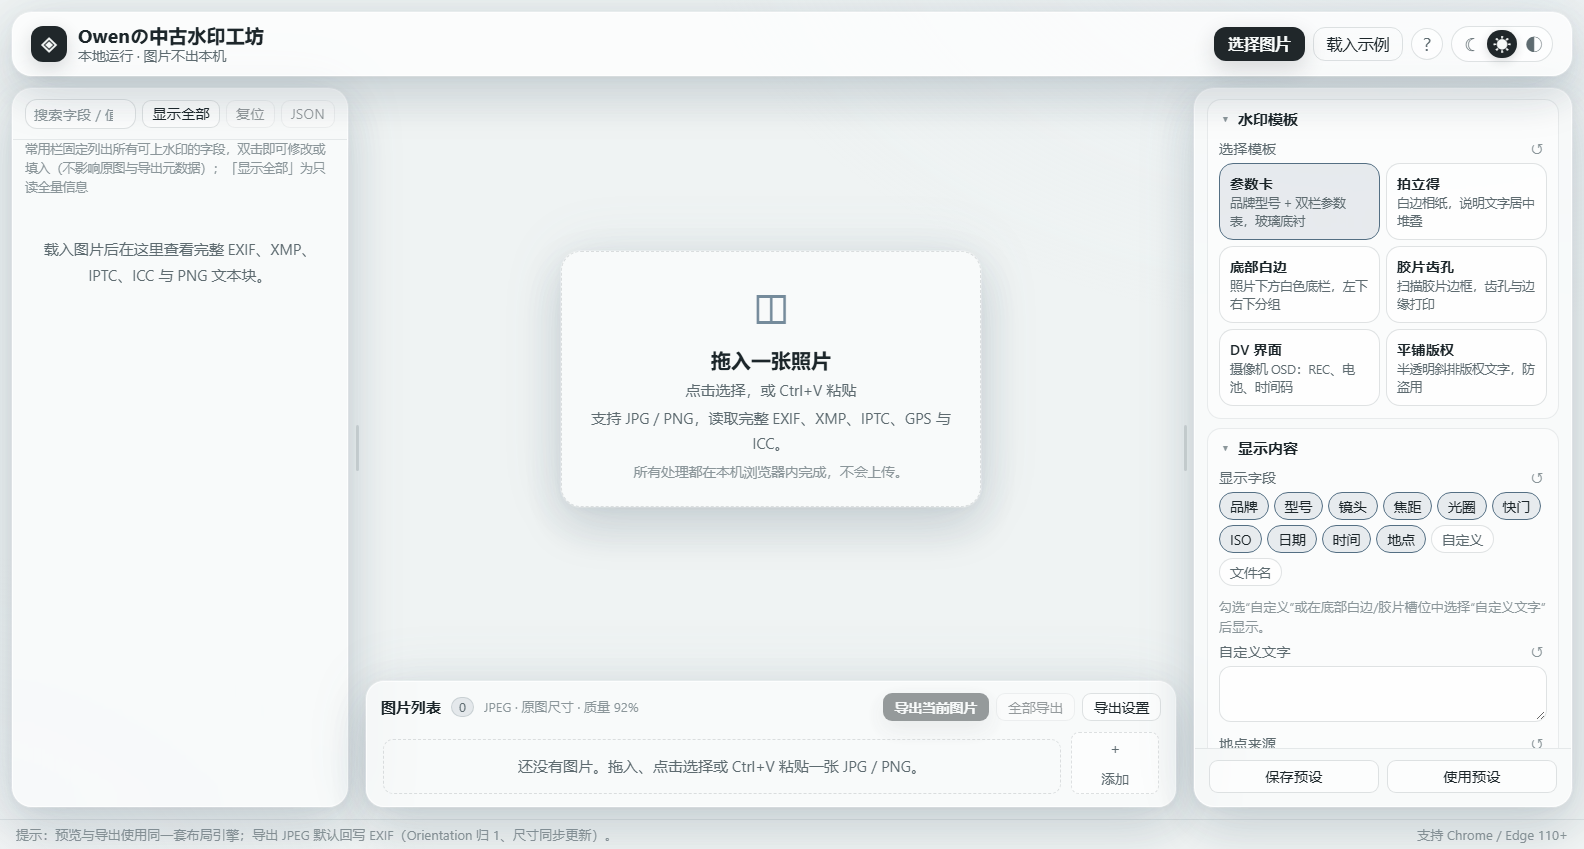 Owenの中古水印工坊
本地运行 · 图片不出本机
选择图片
载入示例
?
搜索字段 / 值
显示全部
复位
JSON
常用栏固定列出所有可上水印的字段，双击即可修改或
填入（不影响原图与导出元数据）；「显示全部」为只
读全量信息
载入图片后在这里查看完整 EXIF、XMP、
IPTC、ICC 与 PNG 文本块。
拖入一张照片
点击选择，或 Ctrl+V 粘贴
支持 JPG / PNG，读取完整 EXIF、XMP、IPTC、GPS 与
ICC。
所有处理都在本机浏览器内完成，不会上传。
图片列表
0
JPEG · 原图尺寸 · 质量 92%
导出当前图片
全部导出
导出设置
还没有图片。拖入、点击选择或 Ctrl+V 粘贴一张 JPG / PNG。
+
添加
水印模板
选择模板
参数卡
品牌型号 + 双栏参数
表，玻璃底衬
拍立得
白边相纸，说明文字居中
堆叠
底部白边
照片下方白色底栏，左下
右下分组
胶片齿孔
扫描胶片边框，齿孔与边
缘打印
DV 界面
摄像机 OSD：REC、电
池、时间码
平铺版权
半透明斜排版权文字，防
盗用
显示内容
显示字段
品牌
型号
镜头
焦距
光圈
快门
ISO
日期
时间
地点
自定义
文件名
勾选“自定义”或在底部白边/胶片槽位中选择“自定义文字”
后显示。
自定义文字
地点来源
保存预设
使用预设
提示：预览与导出使用同一套布局引擎；导出 JPEG 默认回写 EXIF（Orientation 归 1、尺寸同步更新）。
支持 Chrome / Edge 110+